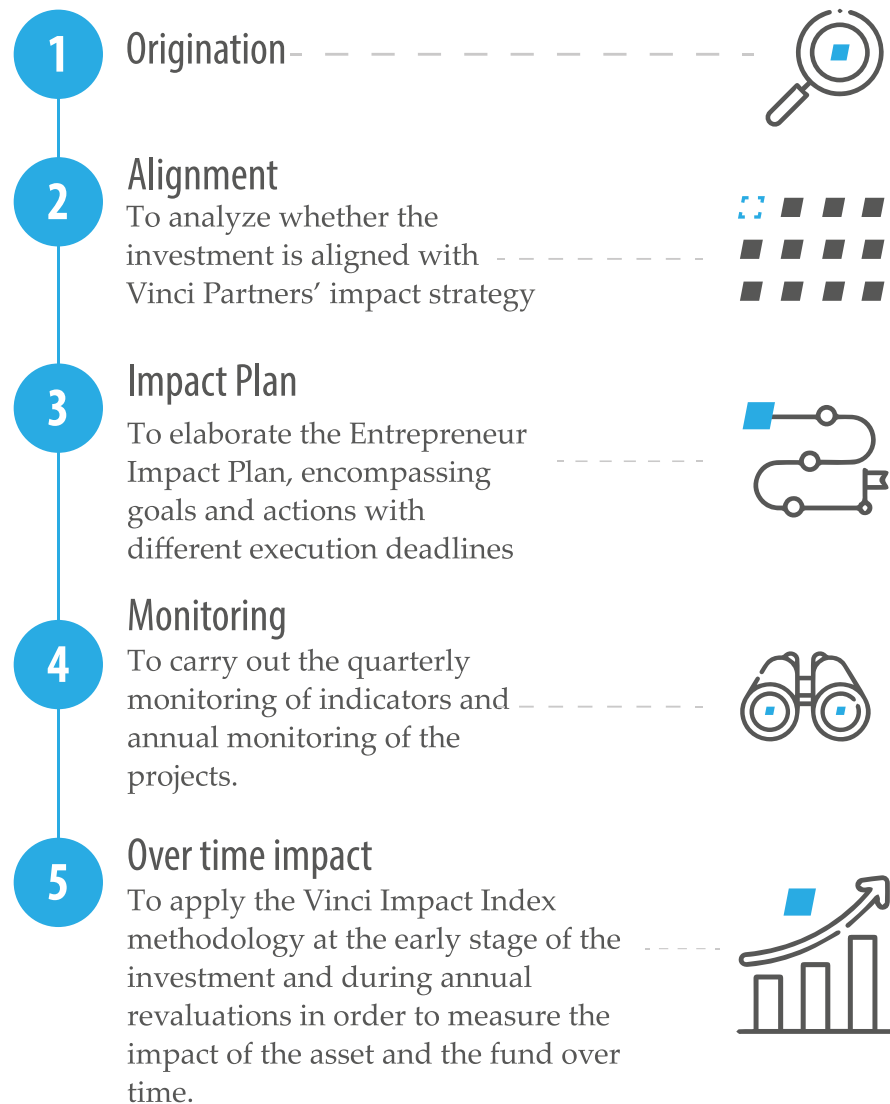 1
Origination
2
Alignment
To analyze whether the
investment is aligned with
Vinci Partners’ impact strategy
3
Impact Plan
To elaborate the Entrepreneur
Impact Plan, encompassing
goals and actions with
different execution deadlines
4
Monitoring
To carry out the quarterly
monitoring of indicators and
annual monitoring of the
projects.
5
Over time impact
To apply the Vinci Impact Index
methodology at the early stage of the
investment and during annual
revaluations in order to measure the
impact of the asset and the fund over
time.